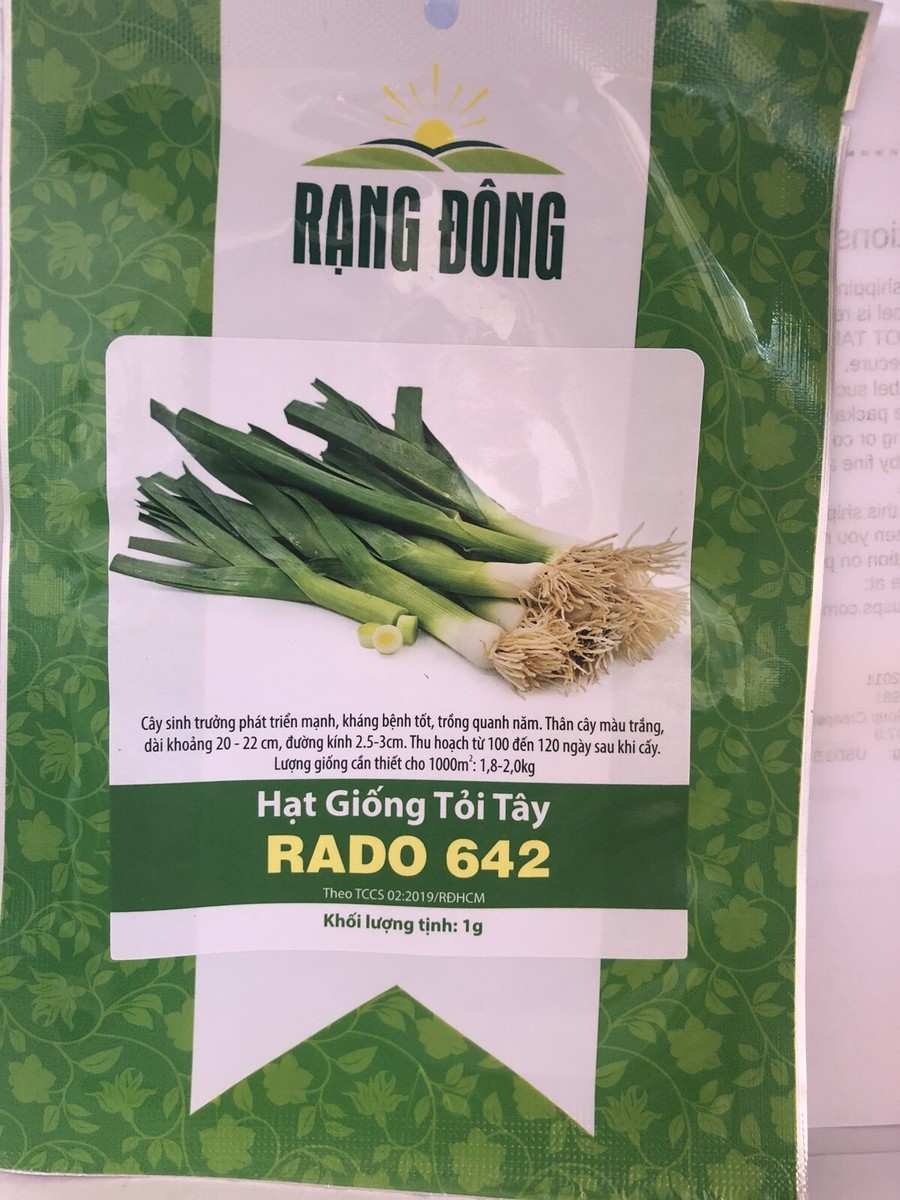 RẠNG ĐÔNG
Cây sinh trưởng phát triển mạnh, kháng bệnh tốt, trồng quanh năm. Thân cây màu trắng,
dài khoảng 20 - 22 cm, đường kính 2.5-3cm. Thu hoạch từ 100 đến 120 ngày sau khi cấy.
Lượng giống cần thiết cho 1000m²: 1,8-2,0kg
Hạt Giống Tỏi Tây
RADO 642
Theo TCCS 02:2019/RĐHCM
Khối lượng tịnh: 1g